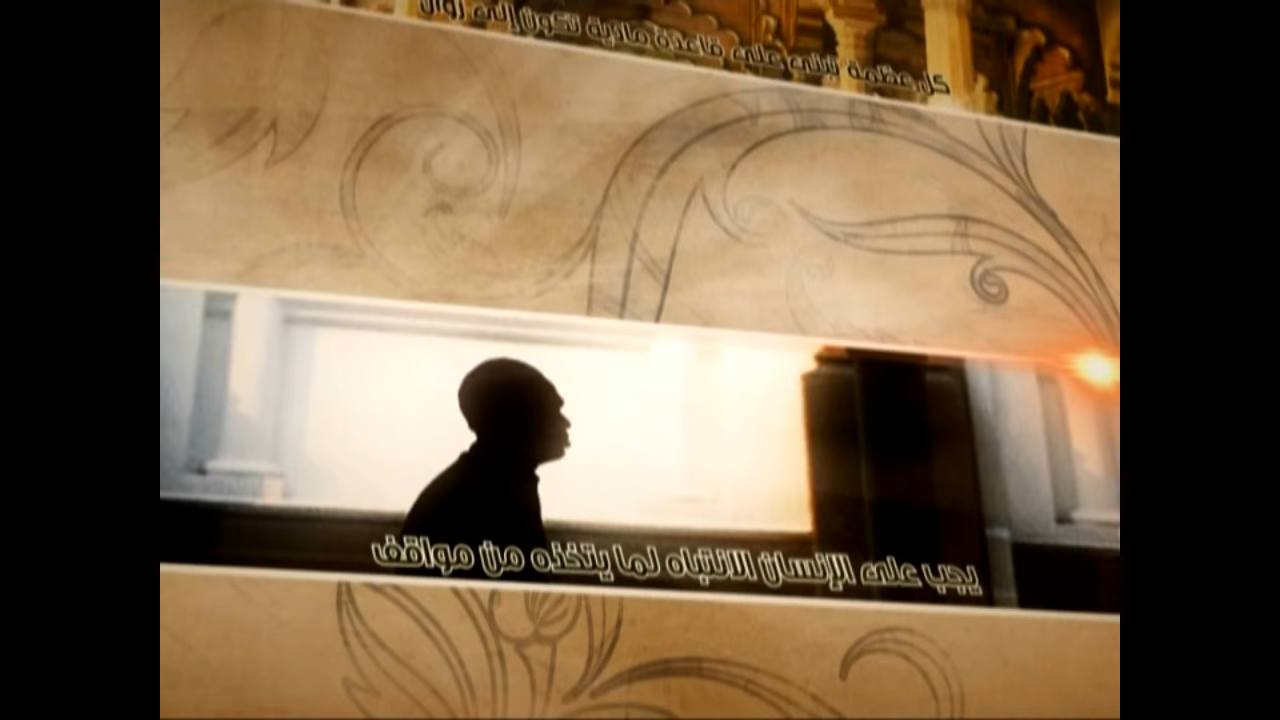 كل عظمة تبنى على قاعدة مادية تكون إلى زوال
يجب على الإنسان الانتباه لما يتخذه من مواقف